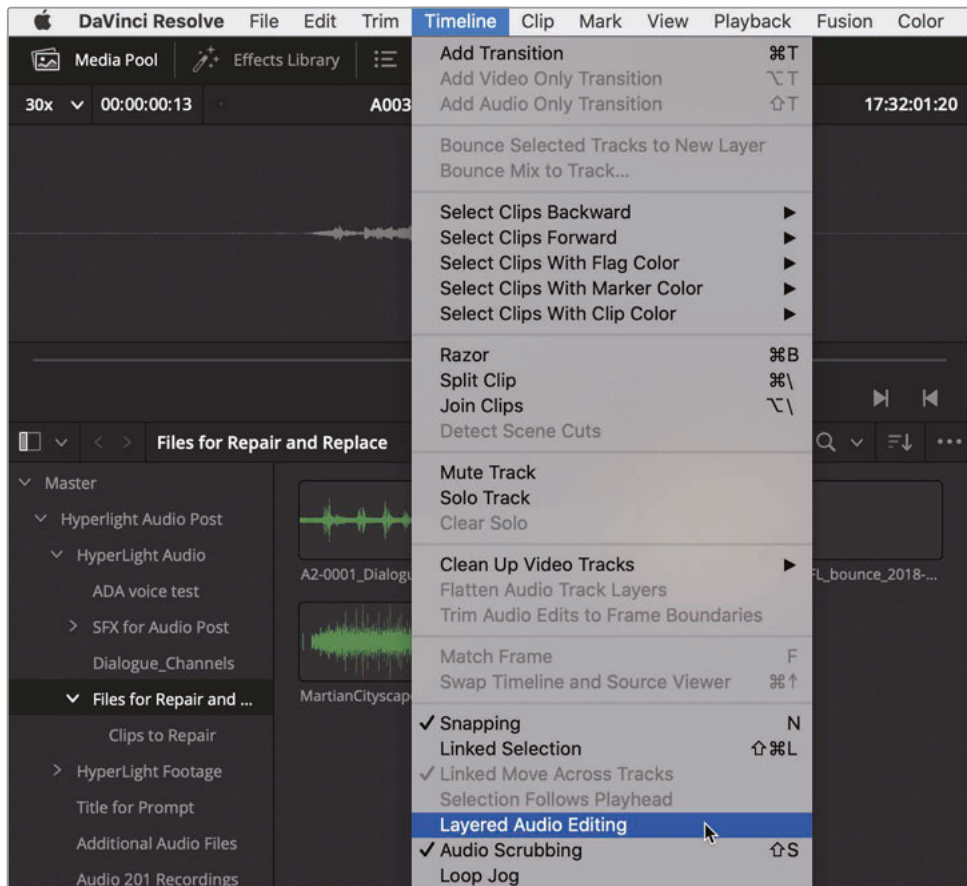 DaVinci Resolve File Edit Trim Timeline Clip Mark View Playback Fusion Color
Media Pool Effects Library
30x 00:00:00:13 A003 17:32:01:20
Add Transition ⌘T
Add Video Only Transition ⌥T
Add Audio Only Transition ⇧T
Bounce Selected Tracks to New Layer
Bounce Mix to Track...
Select Clips Backward ▶
Select Clips Forward ▶
Select Clips With Flag Color ▶
Select Clips With Marker Color ▶
Select Clips With Clip Color ▶
Razor ⌘B
Split Clip ⌘\
Join Clips ⌥\
Detect Scene Cuts
Mute Track
Solo Track
Clear Solo
Clean Up Video Tracks ▶
Flatten Audio Track Layers
Trim Audio Edits to Frame Boundaries
Match Frame F
Swap Timeline and Source Viewer ⌘↑
✓ Snapping N
Linked Selection ⇧⌘L
✓ Linked Move Across Tracks
Selection Follows Playhead
Layered Audio Editing
✓ Audio Scrubbing ⇧S
Loop Jog
Files for Repair and Replace
Master
Hyperlight Audio Post
HyperLight Audio
ADA voice test
SFX for Audio Post
Dialogue_Channels
Files for Repair and ...
Clips to Repair
HyperLight Footage
Title for Prompt
Additional Audio Files
Audio 201 Recordings
A2-0001_Dialogu
FL_bounce_2018-...
MartianCityscap